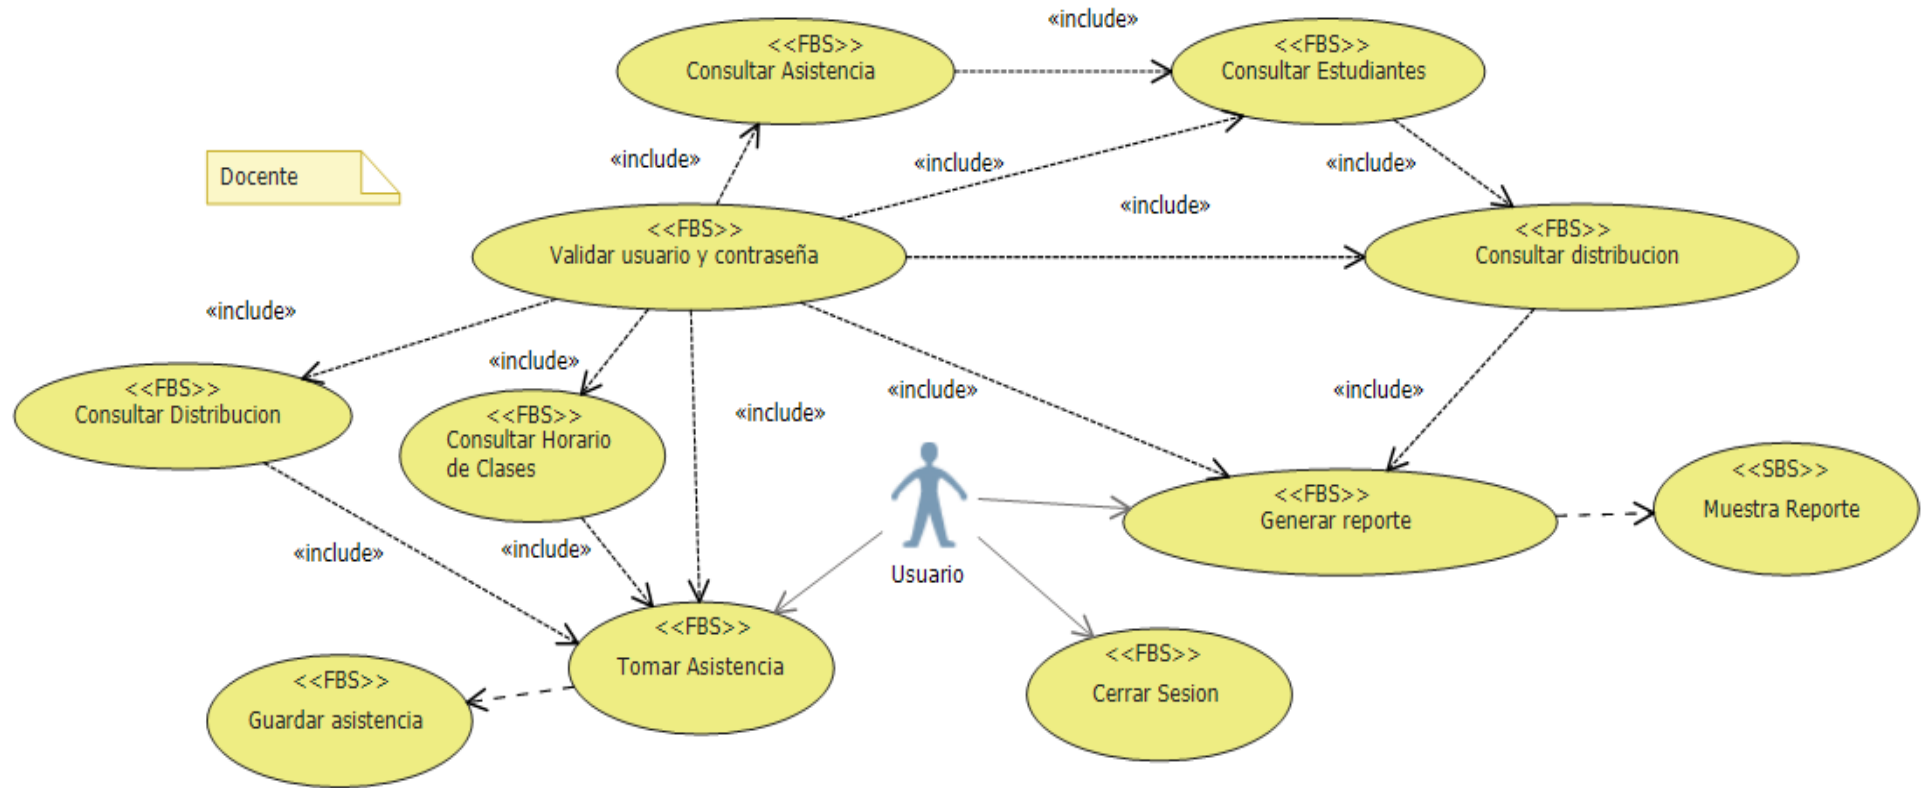 «include»
<<FBS>>
Consultar Asistencia
<<FBS>>
Consultar Estudiantes
«include»
«include»
«include»
Docente
«include»
<<FBS>>
Validar usuario y contraseña
<<FBS>>
Consultar distribucion
«include»
«include»
«include»
«include»
«include»
<<FBS>>
Consultar Distribucion
<<FBS>>
Consultar Horario
de Clases
<<SBS>>
Muestra Reporte
<<FBS>>
Generar reporte
«include»
«include»
Usuario
<<FBS>>
Tomar Asistencia
<<FBS>>
Cerrar Sesion
<<FBS>>
Guardar asistencia